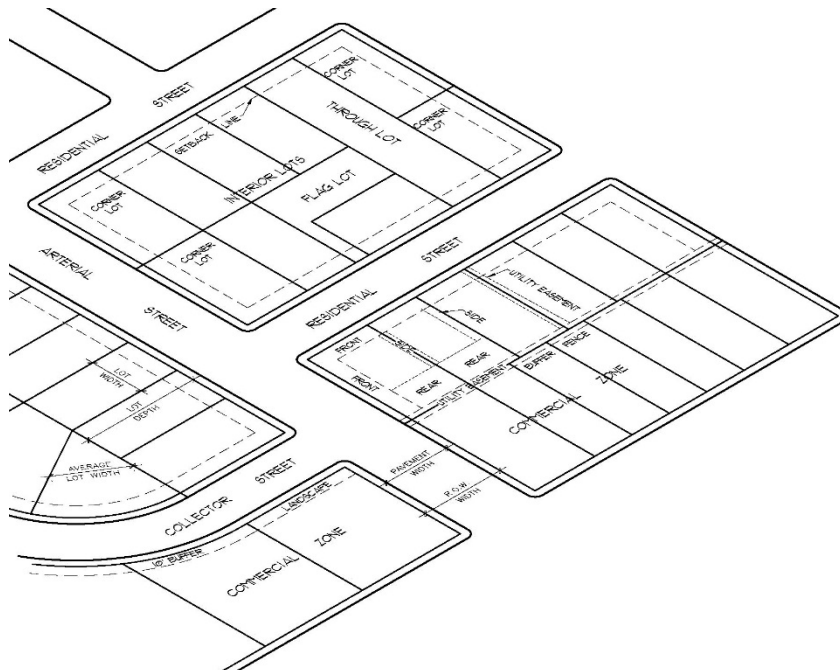 RESIDENTIAL STREET
CORNER
LOT
THROUGH LOT
CORNER
LOT
SETBACK LINE
INTERIOR LOTS
FLAG LOT
CORNER
LOT
CORNER
LOT
ARTERIAL STREET
RESIDENTIAL STREET
UTILITY EASEMENT
SIDE
FRONT
SIDE
REAR
FRONT
REAR
UTILITY EASEMENT
BUFFER FENCE
COMMERCIAL ZONE
LOT
WIDTH
LOT
DEPTH
AVERAGE
LOT WIDTH
COLLECTOR STREET
PAVEMENT
WIDTH
R.O.W
WIDTH
LANDSCAPE
BUFFER
COMMERCIAL ZONE